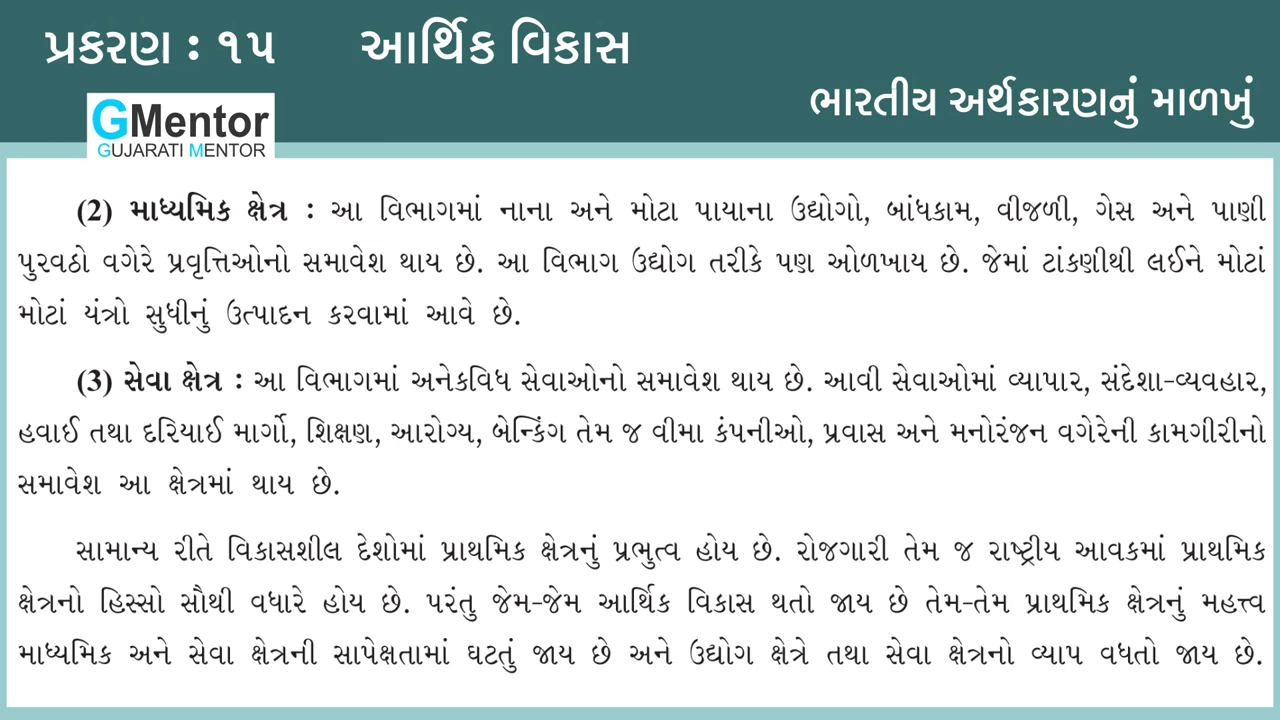 પ્રકરણ : ૧૫ આર્થિક વિકાસ
ભારતીય અર્થકારણનું માળખું
GMentor
GUJARATI MENTOR
(2) માધ્યમિક ક્ષેત્ર : આ વિભાગમાં નાના અને મોટા પાયાના ઉદ્યોગો, બાંધકામ, વીજળી, ગેસ અને પાણી
પુરવઠો વગેરે પ્રવૃત્તિઓનો સમાવેશ થાય છે. આ વિભાગ ઉદ્યોગ તરીકે પણ ઓળખાય છે. જેમાં ટાંકણીથી લઈને મોટાં
મોટાં યંત્રો સુધીનું ઉત્પાદન કરવામાં આવે છે.
(3) સેવા ક્ષેત્ર : આ વિભાગમાં અનેકવિધ સેવાઓનો સમાવેશ થાય છે. આવી સેવાઓમાં વ્યાપાર, સંદેશા-વ્યવહાર,
હવાઈ તથા દરિયાઈ માર્ગો, શિક્ષણ, આરોગ્ય, બેન્કિંગ તેમ જ વીમા કંપનીઓ, પ્રવાસ અને મનોરંજન વગેરેની કામગીરીનો
સમાવેશ આ ક્ષેત્રમાં થાય છે.
સામાન્ય રીતે વિકાસશીલ દેશોમાં પ્રાથમિક ક્ષેત્રનું પ્રભુત્વ હોય છે. રોજગારી તેમ જ રાષ્ટ્રીય આવકમાં પ્રાથમિક
ક્ષેત્રનો હિસ્સો સૌથી વધારે હોય છે. પરંતુ જેમ-જેમ આર્થિક વિકાસ થતો જાય છે તેમ-તેમ પ્રાથમિક ક્ષેત્રનું મહત્ત્વ
માધ્યમિક અને સેવા ક્ષેત્રની સાપેક્ષતામાં ઘટતું જાય છે અને ઉદ્યોગ ક્ષેત્રે તથા સેવા ક્ષેત્રનો વ્યાપ વધતો જાય છે.